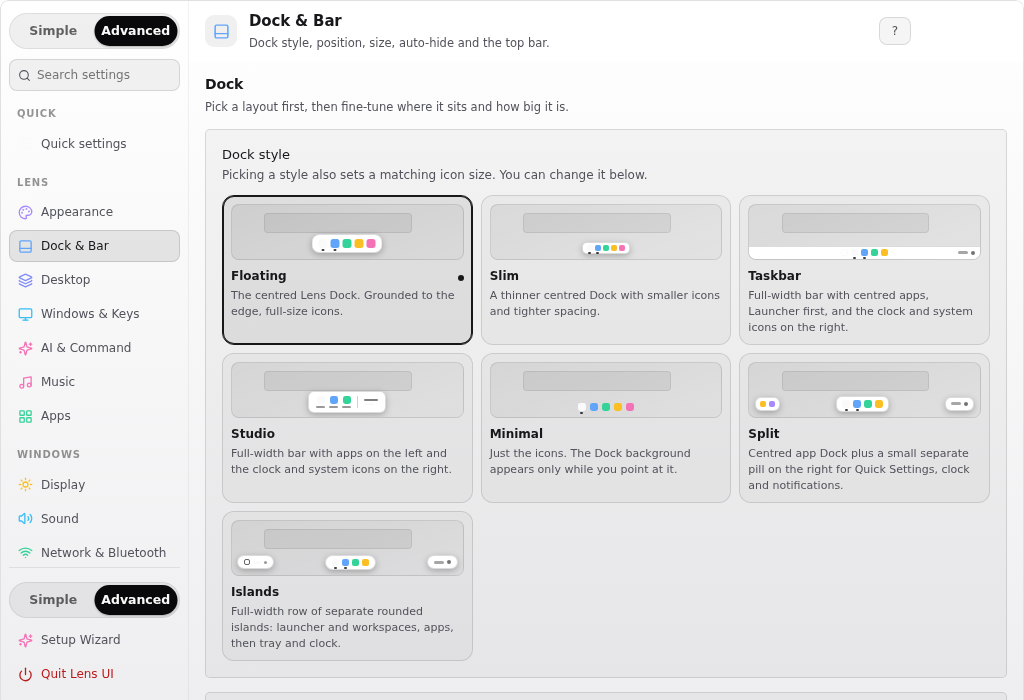 Simple Advanced
Search settings
QUICK
Quick settings
LENS
Appearance
Dock & Bar
Desktop
Windows & Keys
AI & Command
Music
Apps
WINDOWS
Display
Sound
Network & Bluetooth
Simple Advanced
Setup Wizard
Quit Lens UI
Dock & Bar
Dock style, position, size, auto-hide and the top bar.
?
Dock
Pick a layout first, then fine-tune where it sits and how big it is.
Dock style
Picking a style also sets a matching icon size. You can change it below.
Floating
The centred Lens Dock. Grounded to the
edge, full-size icons.
Slim
A thinner centred Dock with smaller icons
and tighter spacing.
Taskbar
Full-width bar with centred apps,
Launcher first, and the clock and system
icons on the right.
Studio
Full-width bar with apps on the left and
the clock and system icons on the right.
Minimal
Just the icons. The Dock background
appears only while you point at it.
Split
Centred app Dock plus a small separate
pill on the right for Quick Settings, clock
and notifications.
Islands
Full-width row of separate rounded
islands: launcher and workspaces, apps,
then tray and clock.